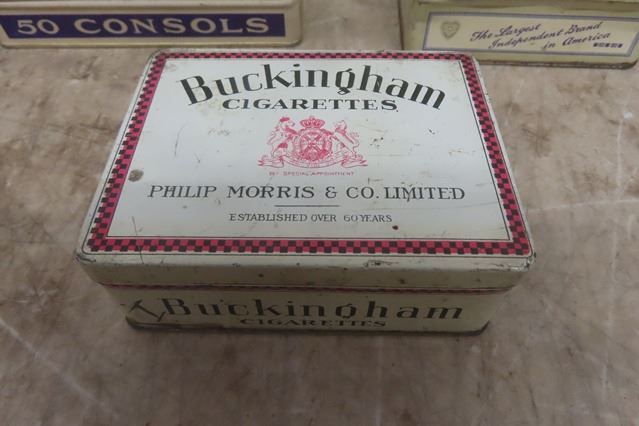 50 CONSOLS
The Largest
Independent Brand
in America
Buckingham
CIGARETTES
BY SPECIAL APPOINTMENT
PHILIP MORRIS & CO. LIMITED
ESTABLISHED OVER 60 YEARS
Buckingham
CIGARETTES